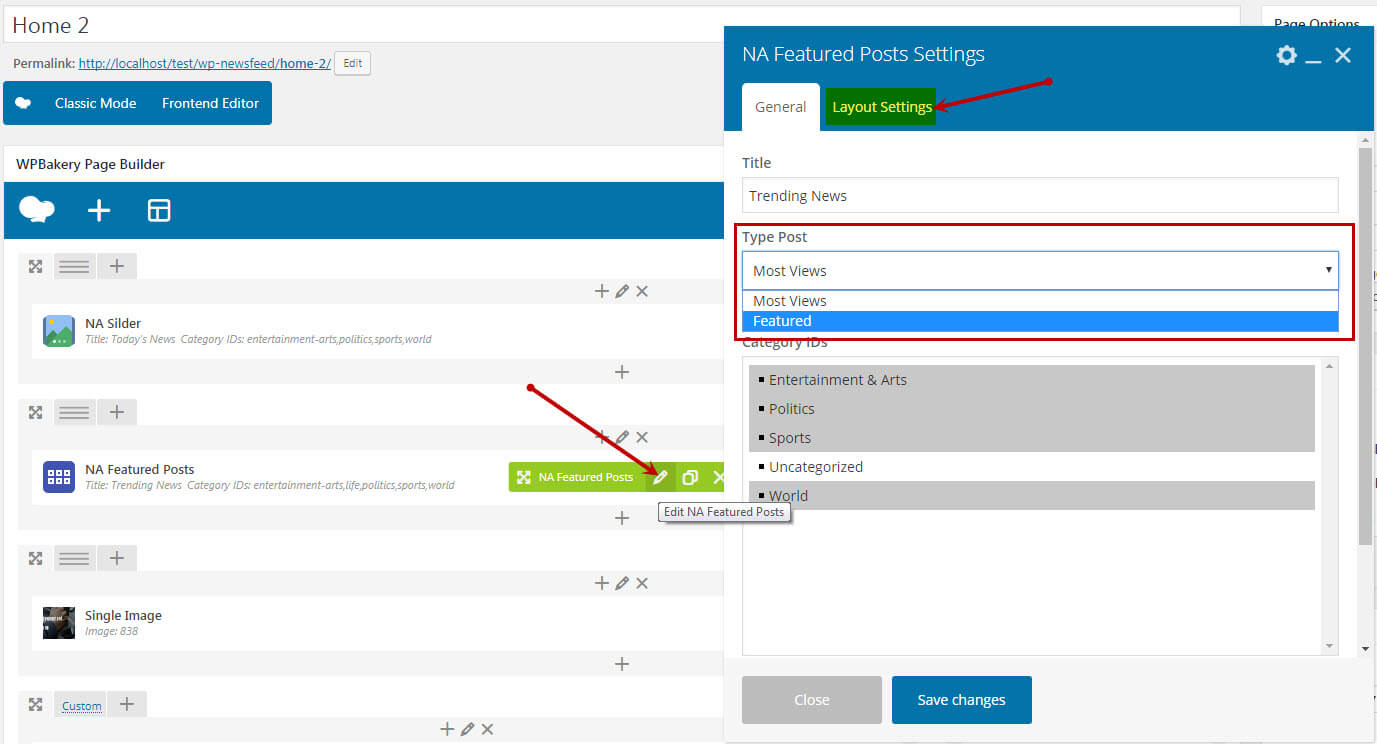 Home 2
Permalink: http://localhost/test/wp-newsfeed/home-2/ Edit
Classic Mode Frontend Editor
WPBakery Page Builder
NA Silder
Title: Today's News Category IDs: entertainment-arts,politics,sports,world
NA Featured Posts
Title: Trending News Category IDs: entertainment-arts,life,politics,sports,world
NA Featured Posts
Edit NA Featured Posts
Single Image
Image: 838
Custom
Page Options
NA Featured Posts Settings
General Layout Settings
Title
Trending News
Type Post
Most Views
Most Views
Featured
Category IDs
Entertainment & Arts
Politics
Sports
Uncategorized
World
Close Save changes